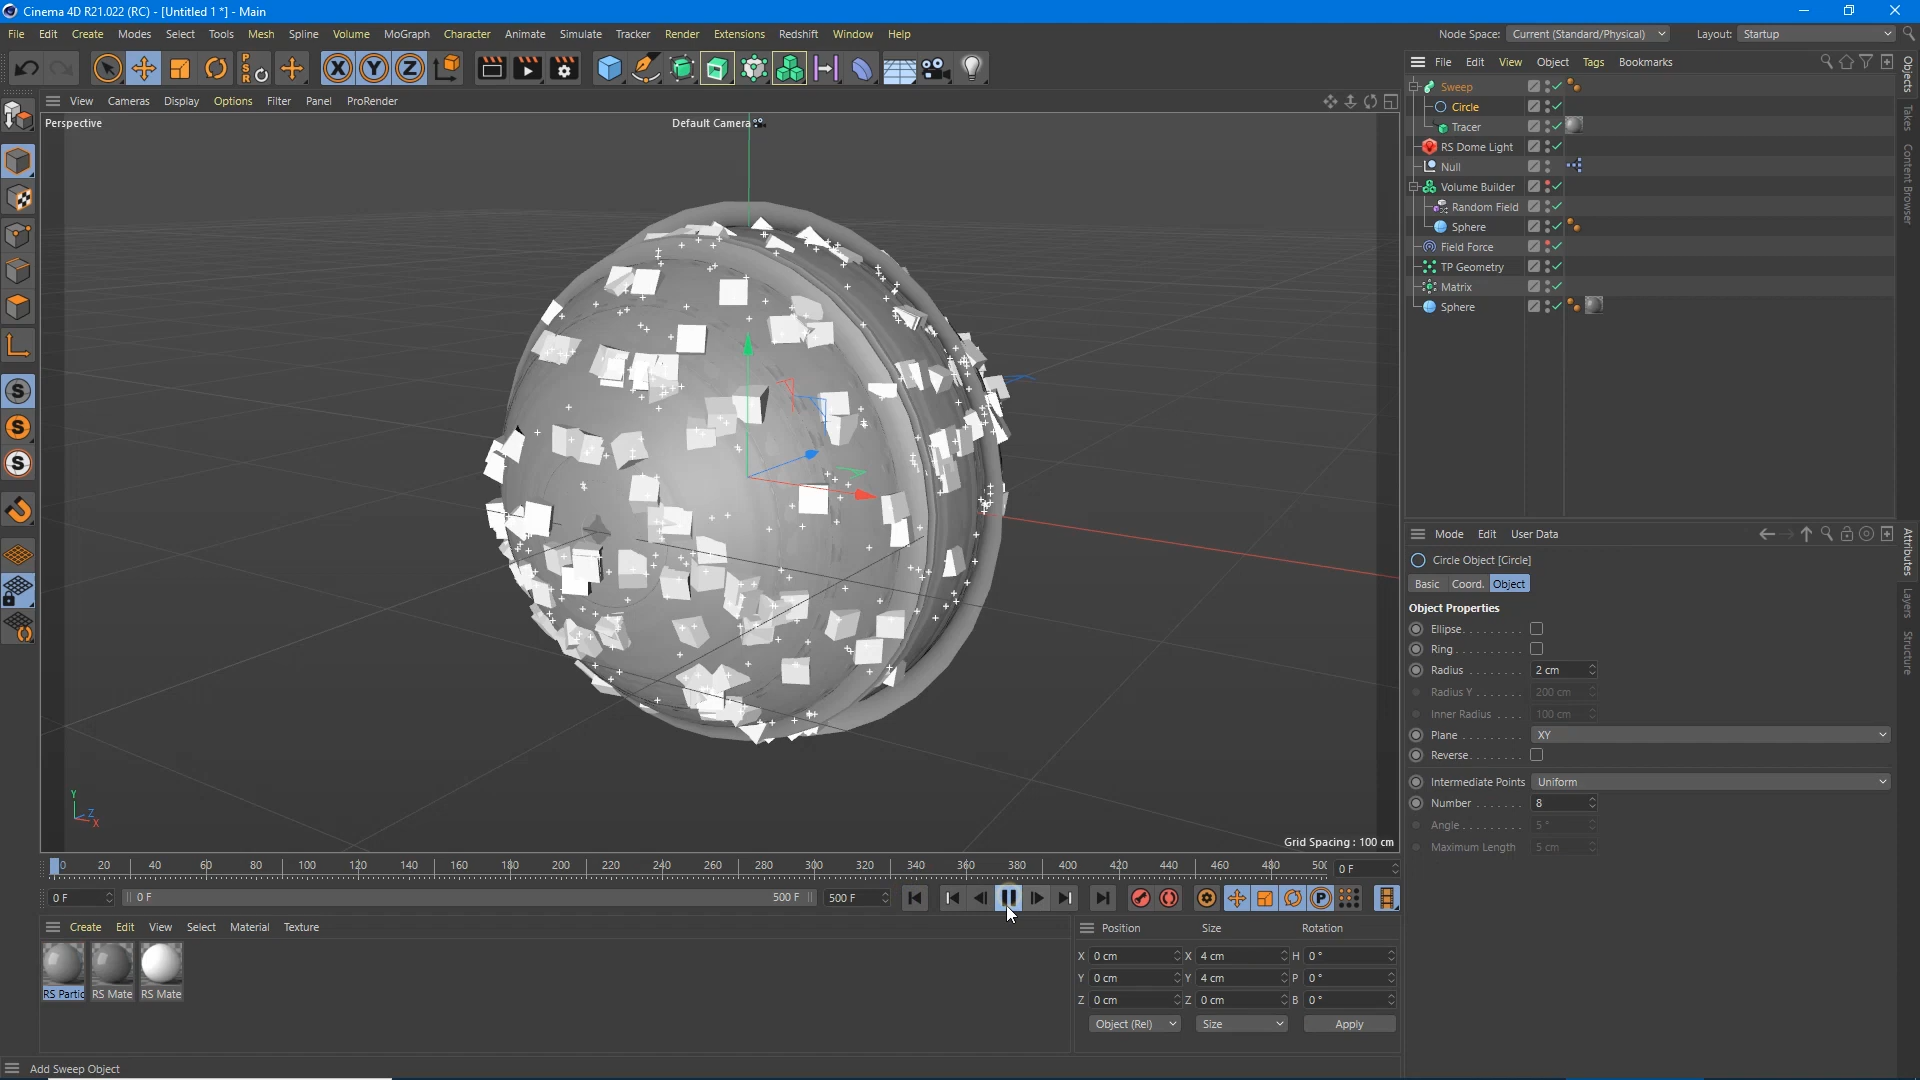 Cinema 4D R21.022 (RC) - [Untitled 1 *] - Main
File Edit Create Modes Select Tools Mesh Spline Volume MoGraph Character Animate Simulate Tracker Render Extensions Redshift Window Help
Node Space: Current (Standard/Physical) Layout: Startup
File Edit View Object Tags Bookmarks
View Cameras Display Options Filter Panel ProRender
Perspective
Default Camera
Sweep
Circle
Tracer
RS Dome Light
Null
Volume Builder
Random Field
Sphere
Field Force
TP Geometry
Matrix
Sphere
Objects
Takes
Content Browser
Mode Edit User Data
Circle Object [Circle]
Basic Coord. Object
Object Properties
Ellipse
Ring
Radius 2 cm
Radius Y 200 cm
Inner Radius 100 cm
Plane XY
Reverse
Intermediate Points Uniform
Number 8
Angle 5 °
Maximum Length 5 cm
Attributes
Layers
Structure
Y
Z
X
Grid Spacing : 100 cm
0 20 40 60 80 100 120 140 160 180 200 220 240 260 280 300 320 340 360 380 400 420 440 460 480 500
0 F
0 F 0 F 500 F 500 F
Create Edit View Select Material Texture
RS Partic RS Mate RS Mate
Position Size Rotation
X 0 cm X 4 cm H 0 °
Y 0 cm Y 4 cm P 0 °
Z 0 cm Z 0 cm B 0 °
Object (Rel) Size Apply
Add Sweep Object